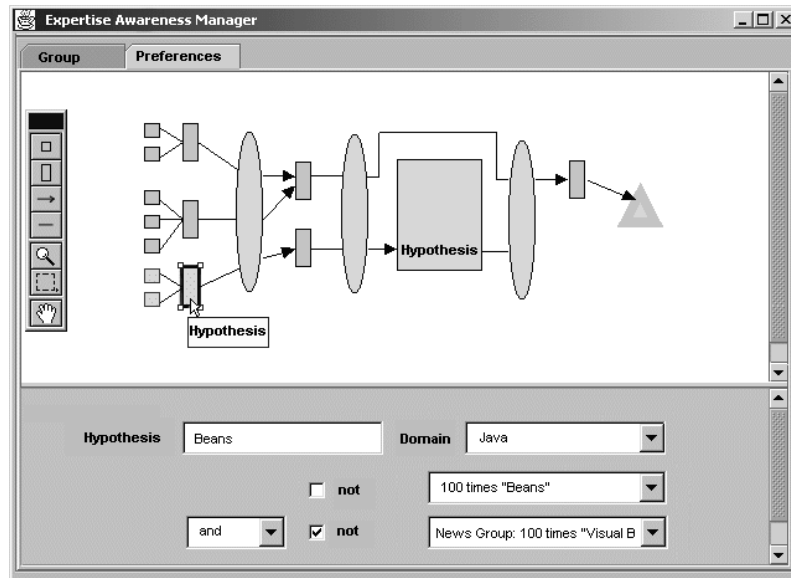 Expertise Awareness Manager
Group Preferences
Hypothesis
Hypothesis
Hypothesis Beans Domain Java
not 100 times "Beans"
and not News Group: 100 times "Visual B